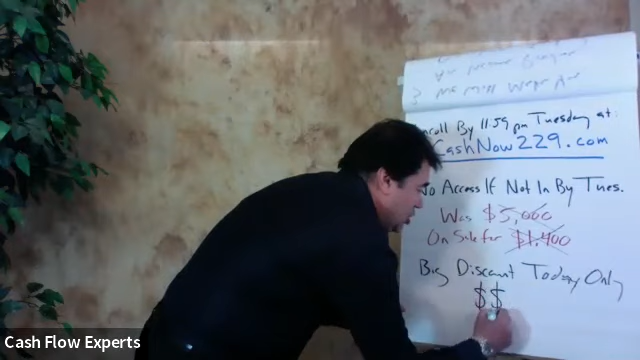 Enroll By 11:59 pm Tuesday at:
CashNow229.com
No Access If Not In By Tues.
Was $5,000
On Sale for $1,400
Big Discount Today Only
$$
Cash Flow Experts